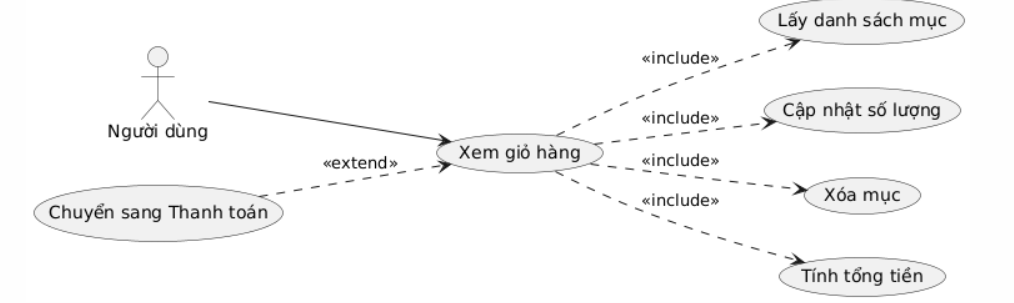 Lấy danh sách mục
«include»
Người dùng
«include»
Cập nhật số lượng
Xem giỏ hàng
«extend»
«include»
Chuyển sang Thanh toán
Xóa mục
«include»
Tính tổng tiền